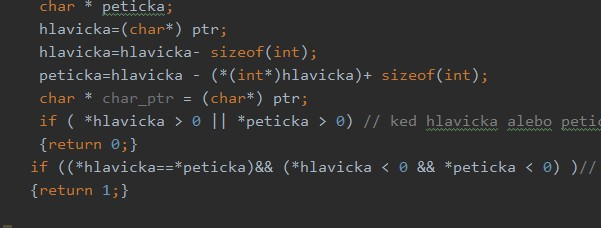 char * peticka;
hlavicka=(char*) ptr;
hlavicka=hlavicka- sizeof(int);
peticka=hlavicka - (*(int*)hlavicka)+ sizeof(int);
char * char_ptr = (char*) ptr;
if ( *hlavicka > 0 || *peticka > 0) // ked hlavicka alebo petic
{return 0;}
if ((*hlavicka==*peticka)&& (*hlavicka < 0 && *peticka < 0) )//
{return 1;}